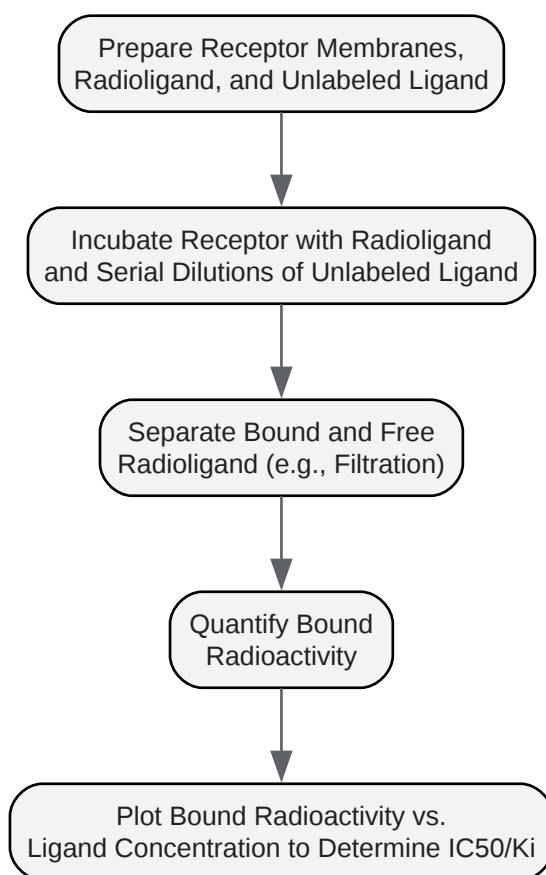 Prepare Receptor Membranes,
Radioligand, and Unlabeled Ligand
Incubate Receptor with Radioligand
and Serial Dilutions of Unlabeled Ligand
Separate Bound and Free
Radioligand (e.g., Filtration)
Quantify Bound
Radioactivity
Plot Bound Radioactivity vs.
Ligand Concentration to Determine IC50/Ki